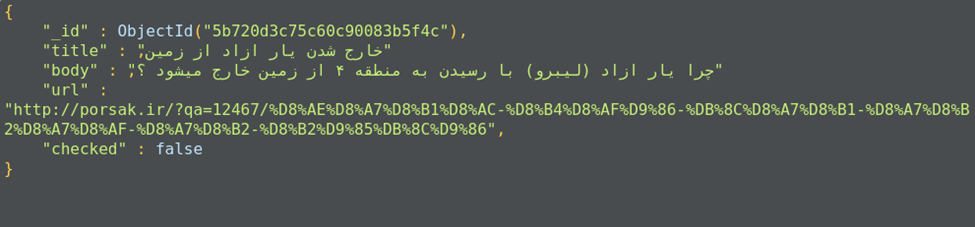 {
"_id" : ObjectId("5b720d3c75c60c90083b5f4c"),
"title" : "خارج شدن یار ازاد از زمین",
"body" : "چرا یار ازاد (لیبرو) با رسیدن به منطقه ۴ از زمین خارج میشود ؟",
"url" :
"http://porsak.ir/?qa=12467/%D8%AE%D8%A7%D8%B1%D8%AC-%D8%B4%D8%AF%D9%86-%DB%8C%D8%A7%D8%B1-%D8%A7%D8%B
2%D8%A7%D8%AF-%D8%A7%D8%B2-%D8%B2%D9%85%DB%8C%D9%86",
"checked" : false
}